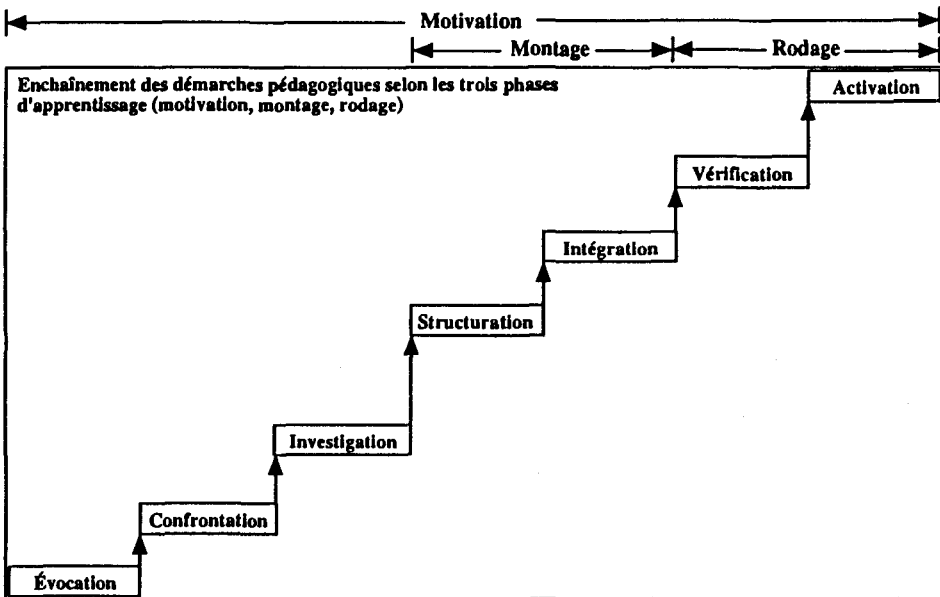 Motivation
Montage Rodage
Enchaînement des démarches pédagogiques selon les trois phases
d'apprentissage (motivation, montage, rodage)
Activation
Vérification
Intégration
Structuration
Investigation
Confrontation
Évocation